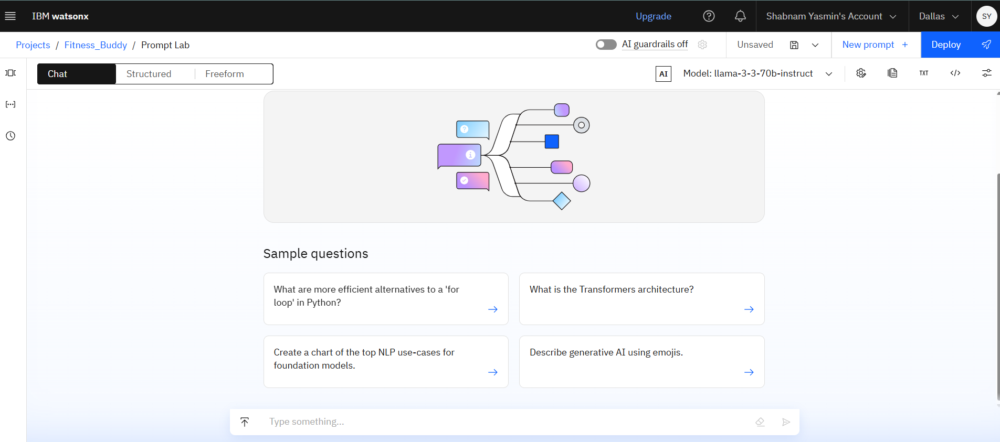 IBM watsonx
Upgrade
Shabnam Yasmin's Account
Dallas
SY
Projects / Fitness_Buddy / Prompt Lab
AI guardrails off
Unsaved
New prompt +
Deploy
Chat
Structured
Freeform
AI
Model: llama-3-3-70b-instruct
TXT
</>
Sample questions
What are more efficient alternatives to a 'for
loop' in Python?
What is the Transformers architecture?
Create a chart of the top NLP use-cases for
foundation models.
Describe generative AI using emojis.
Type something...